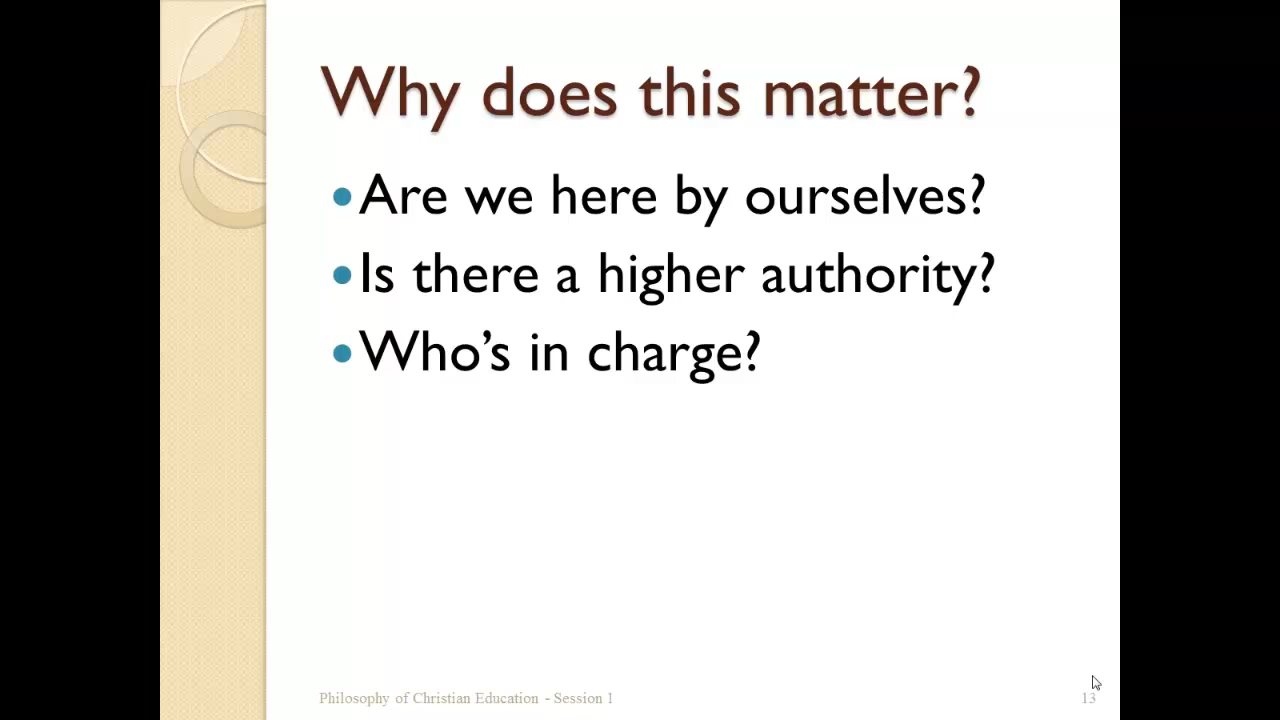 Why does this matter?
Are we here by ourselves?
Is there a higher authority?
Who’s in charge?
Philosophy of Christian Education - Session 1
13